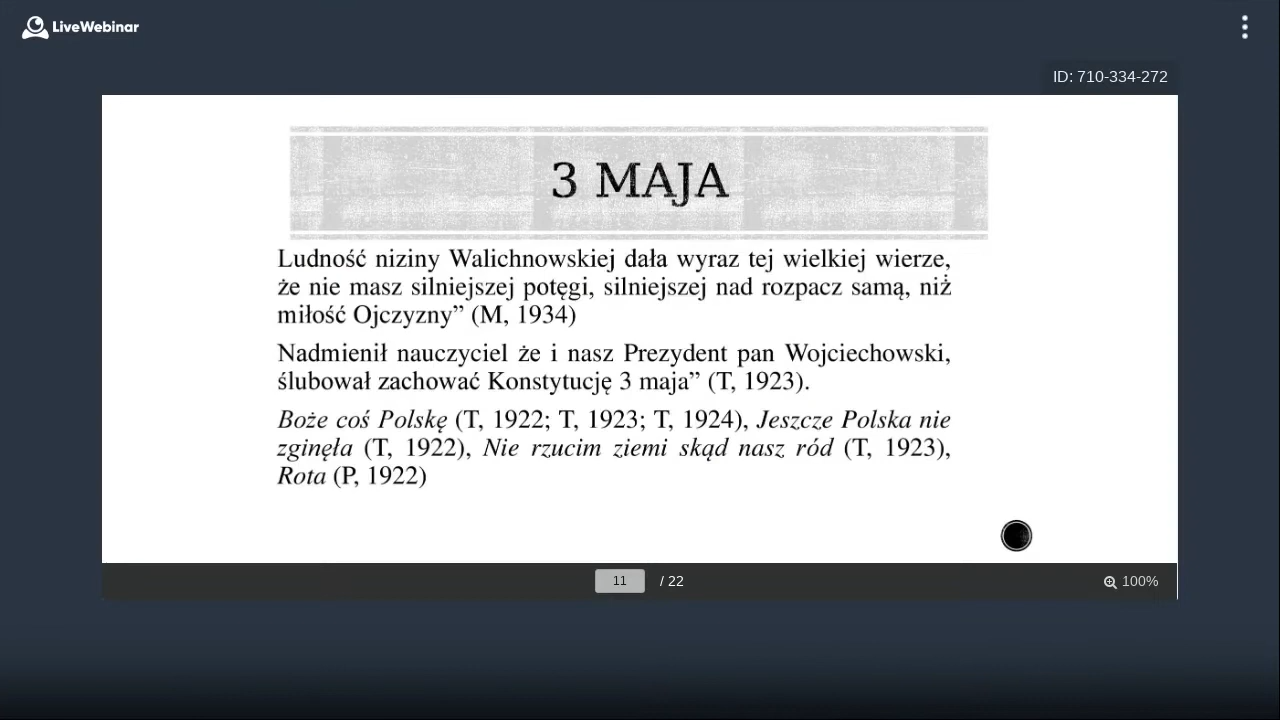 LiveWebinar
ID: 710-334-272
3 MAJA
Ludność niziny Walichnowskiej dała wyraz tej wielkiej wierze,
że nie masz silniejszej potęgi, silniejszej nad rozpacz samą, niż
miłość Ojczyzny” (M, 1934)
Nadmienił nauczyciel że i nasz Prezydent pan Wojciechowski,
ślubował zachować Konstytucję 3 maja” (T, 1923).
Boże coś Polskę (T, 1922; T, 1923; T, 1924), Jeszcze Polska nie
zginęła (T, 1922), Nie rzucim ziemi skąd nasz ród (T, 1923),
Rota (P, 1922)
11 / 22
100%